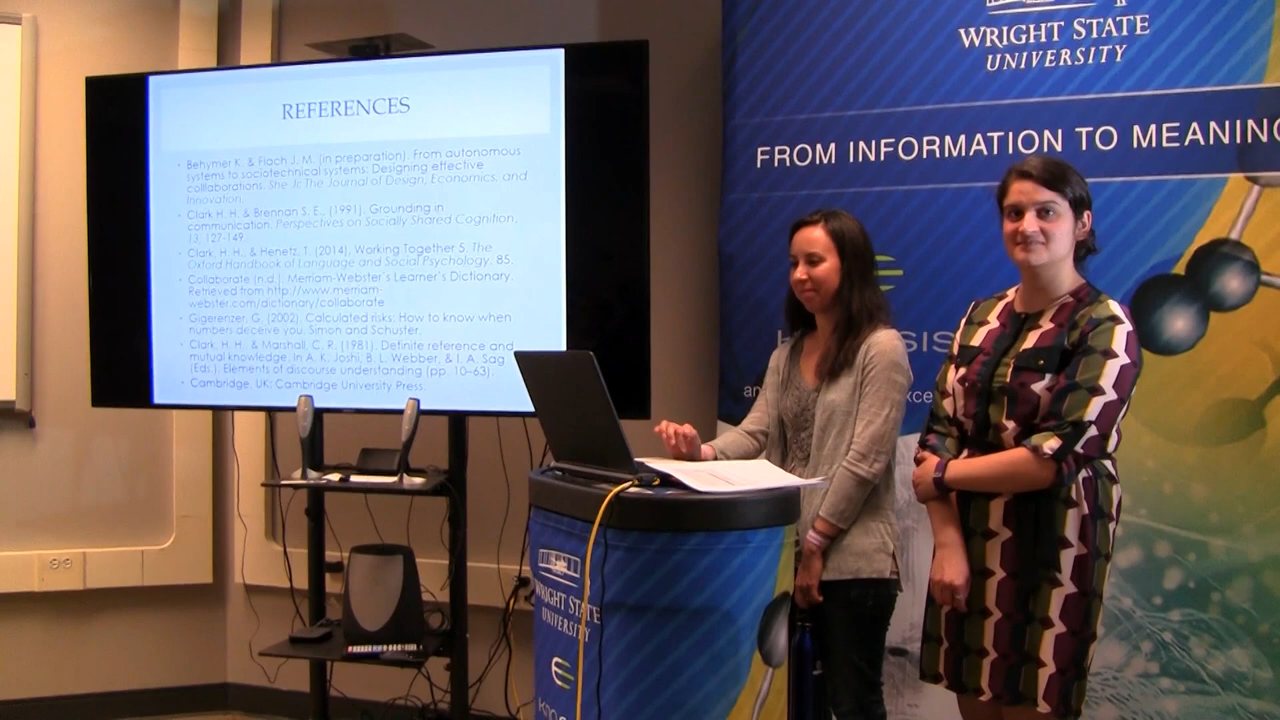 REFERENCES
Behymer K. & Flach J. M. (in preparation). From autonomous
systems to sociotechnical systems: Designing effective
collaborations. She Ji: The Journal of Design, Economics, and
Innovation.
Clark H. H. & Brennan S. E., (1991). Grounding in
communication. Perspectives on Socially Shared Cognition,
13, 127-149.
Clark, H. H., & Henetz, T. (2014). Working Together 5. The
Oxford Handbook of Language and Social Psychology, 85.
Collaborate (n.d.). Merriam-Webster's Learner's Dictionary.
Retrieved from http://www.merriam-
webster.com/dictionary/collaborate
Gigerenzer, G. (2002). Calculated risks: How to know when
numbers deceive you. Simon and Schuster.
Clark, H. H., & Marshall, C. R. (1981). Definite reference and
mutual knowledge. In A. K. Joshi, B. L. Webber, & I. A. Sag
(Eds.), Elements of discourse understanding (pp. 10–63).
Cambridge, UK: Cambridge University Press.
WRIGHT STATE
UNIVERSITY
FROM INFORMATION TO MEANING
WRIGHT STATE
UNIVERSITY